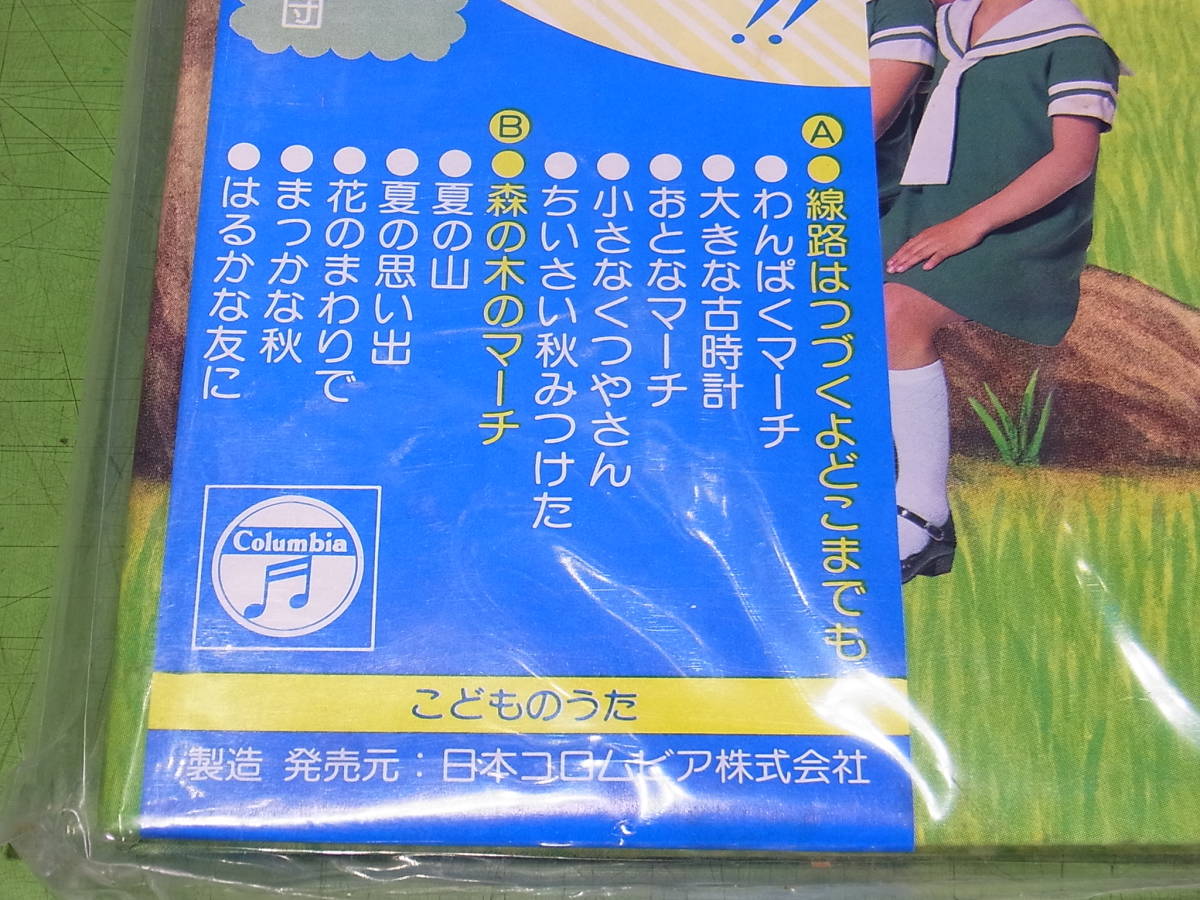 団
!!
Ⓐ●線路はつづくよどこまでも
●わんぱくマーチ
●大きな古時計
●おとなマーチ
●小さなくつやさん
●ちいさい秋みつけた
Ⓑ●森の木のマーチ
●夏の山
●夏の思い出
●花のまわりで
●まつかな秋
●はるかな友に
Columbia
こどものうた
製造 発売元:日本コロムビア株式会社